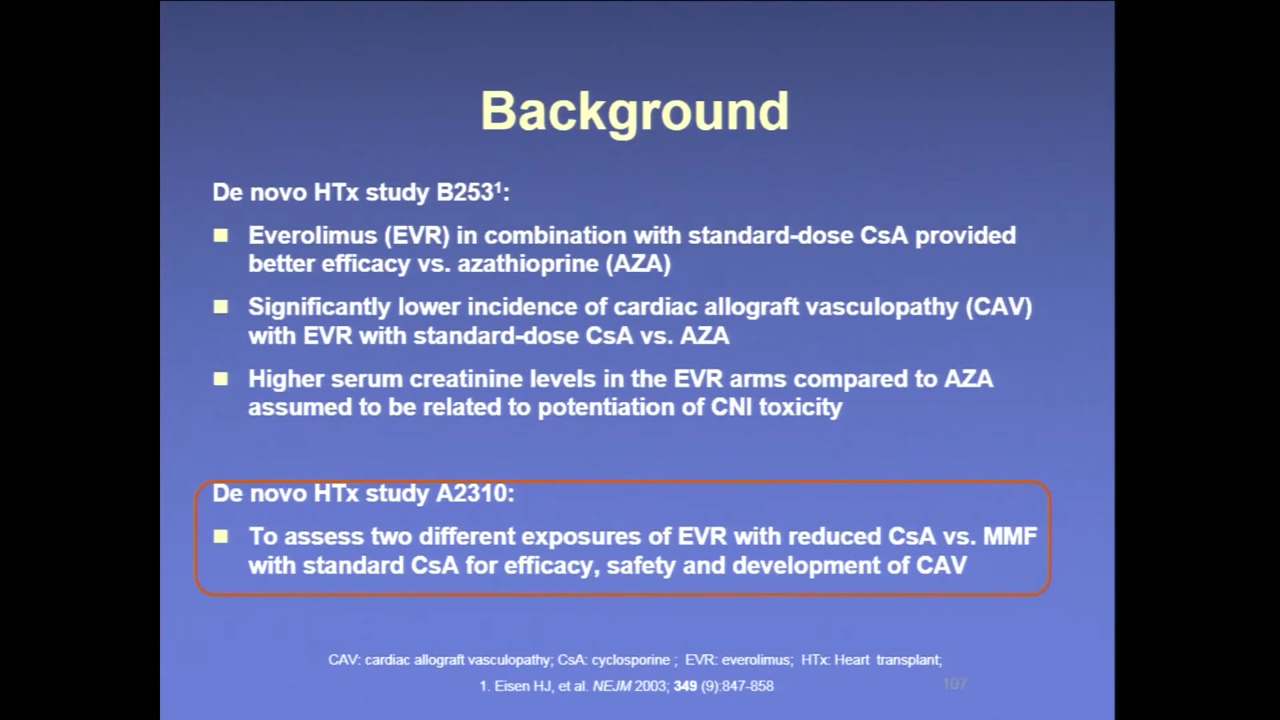 Background
De novo HTx study B253¹:
■ Everolimus (EVR) in combination with standard-dose CsA provided
better efficacy vs. azathioprine (AZA)
■ Significantly lower incidence of cardiac allograft vasculopathy (CAV)
with EVR with standard-dose CsA vs. AZA
■ Higher serum creatinine levels in the EVR arms compared to AZA
assumed to be related to potentiation of CNI toxicity
De novo HTx study A2310:
■ To assess two different exposures of EVR with reduced CsA vs. MMF
with standard CsA for efficacy, safety and development of CAV
CAV: cardiac allograft vasculopathy; CsA: cyclosporine ; EVR: everolimus; HTx: Heart transplant;
1. Eisen HJ, et al. NEJM 2003; 349 (9):847-858
107